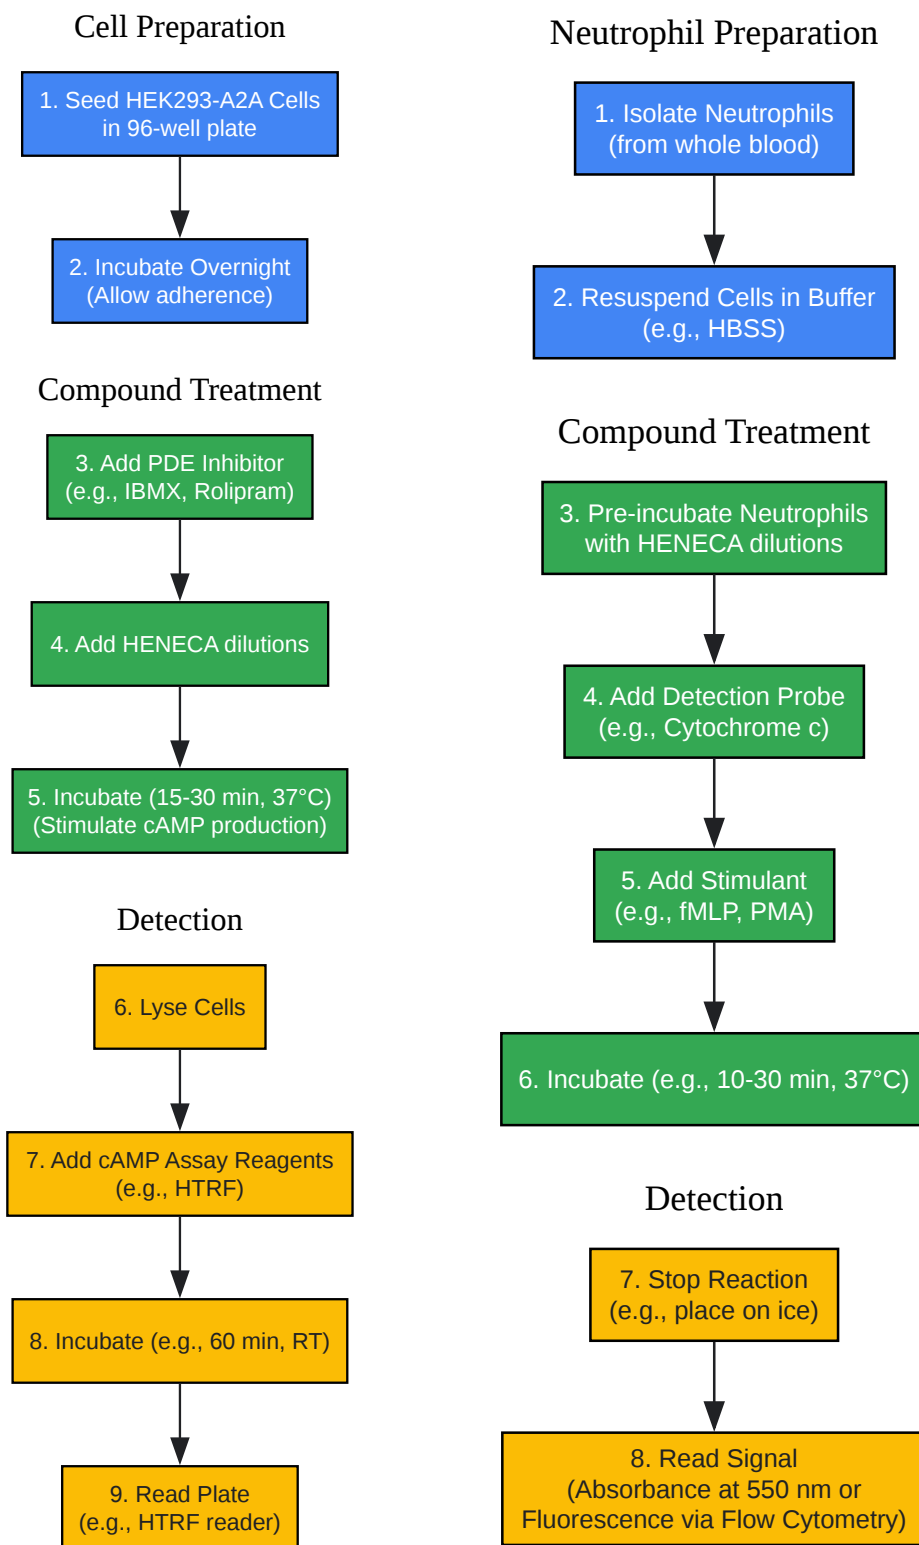 Cell Preparation
1. Seed HEK293-A2A Cells
in 96-well plate
2. Incubate Overnight
(Allow adherence)
Compound Treatment
3. Add PDE Inhibitor
(e.g., IBMX, Rolipram)
4. Add HENECA dilutions
5. Incubate (15-30 min, 37°C)
(Stimulate cAMP production)
Detection
6. Lyse Cells
7. Add cAMP Assay Reagents
(e.g., HTRF)
8. Incubate (e.g., 60 min, RT)
9. Read Plate
(e.g., HTRF reader)
Neutrophil Preparation
1. Isolate Neutrophils
(from whole blood)
2. Resuspend Cells in Buffer
(e.g., HBSS)
Compound Treatment
3. Pre-incubate Neutrophils
with HENECA dilutions
4. Add Detection Probe
(e.g., Cytochrome c)
5. Add Stimulant
(e.g., fMLP, PMA)
6. Incubate (e.g., 10-30 min, 37°C)
Detection
7. Stop Reaction
(e.g., place on ice)
8. Read Signal
(Absorbance at 550 nm or
Fluorescence via Flow Cytometry)